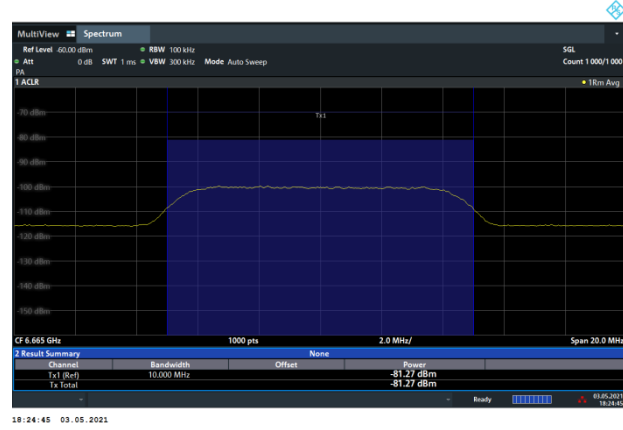 MultiView Spectrum
Ref Level -60.00 dBm RBW 100 kHz SGL
Att 0 dB SWT 1 ms VBW 300 kHz Mode Auto Sweep Count 1000/1000
PA
1 ACLR 1Rm Avg
Tx1
-70 dBm
-80 dBm
-90 dBm
-100 dBm
-110 dBm
-120 dBm
-130 dBm
-140 dBm
-150 dBm
CF 6.665 GHz 1000 pts 2.0 MHz/ Span 20.0 MHz
2 Result Summary None
Channel Bandwidth Offset Power
Tx1 (Ref) 10.000 MHz -81.27 dBm
Tx Total -81.27 dBm
Ready 03.05.2021
18:24:45
18:24:45 03.05.2021